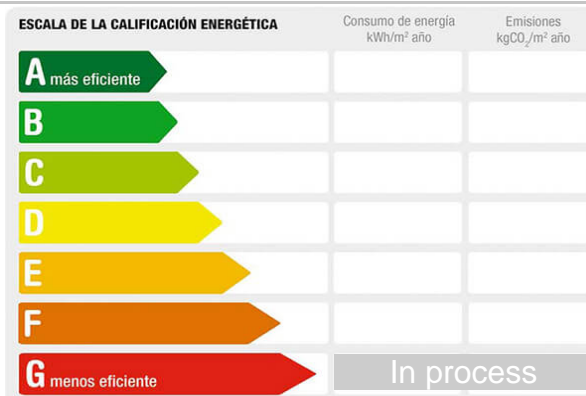 ESCALA DE LA CALIFICACIÓN ENERGÉTICA
Consumo de energía
kWh/m² año
Emisiones
kgCO₂/m² año
A más eficiente
B
C
D
E
F
G menos eficiente
In process